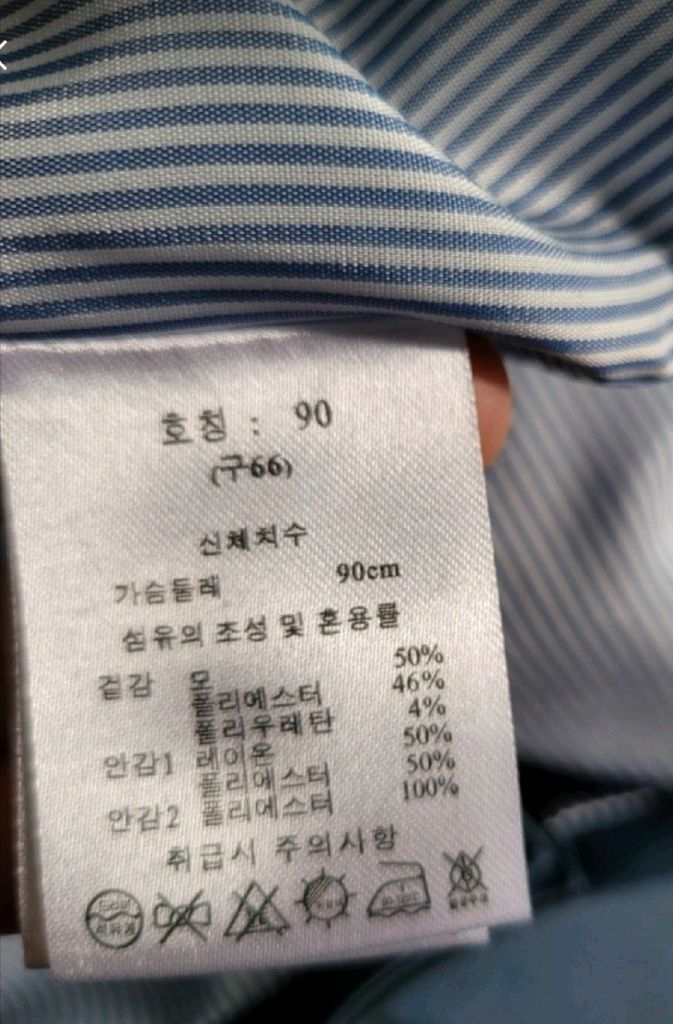 호칭 : 90
(구66)
신체치수
가슴둘레 90cm
섬유의 조성 및 혼용률
겉감 모 50%
폴리에스터 46%
폴리우레탄 4%
안감1 레이온 50%
폴리에스터 50%
안감2 폴리에스터 100%
취급시 주의사항